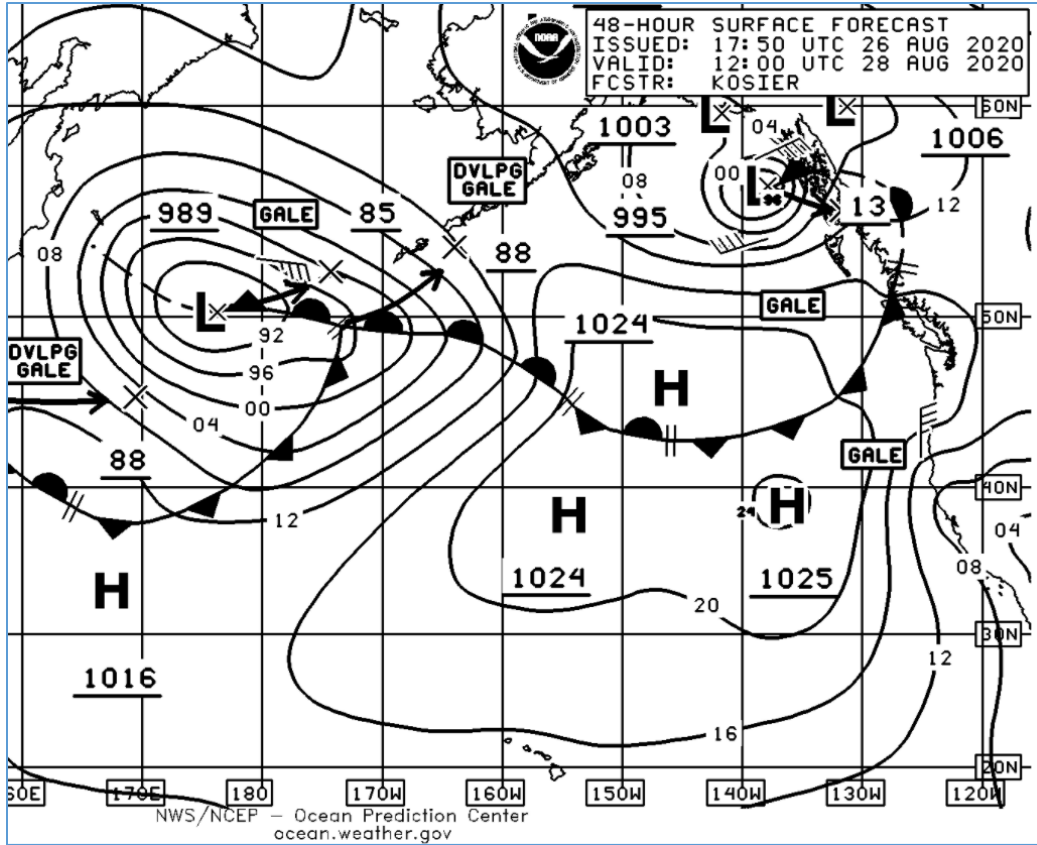 48-HOUR SURFACE FORECAST
ISSUED: 17:50 UTC 26 AUG 2020
VALID: 12:00 UTC 28 AUG 2020
FCSTR: KOSIER
NOAA
L
L
60N
1003
04
1006
DVLPG
GALE
08
00
L
96
989
GALE
85
995
13
12
08
88
L
GALE
50N
1024
92
DVLPG
GALE
96
H
00
04
GALE
88
40N
12
H
24
H
04
08
H
1024
1025
20
30N
12
1016
16
20N
60E
170E
180
170W
160W
150W
140W
130W
120W
NWS/NCEP – Ocean Prediction Center
ocean.weather.gov